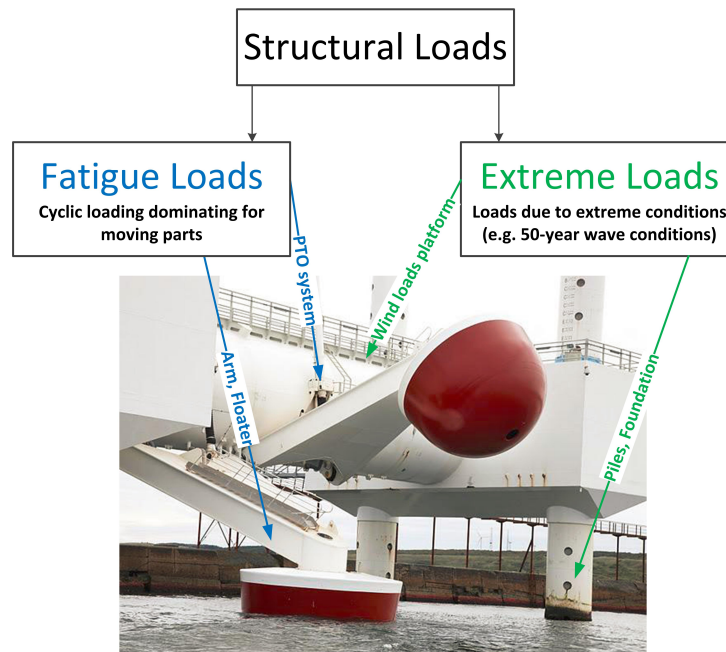 Structural Loads
Fatigue Loads
Cyclic loading dominating for
moving parts
Extreme Loads
Loads due to extreme conditions
(e.g. 50-year wave conditions)
PTO system
Wind loads platform
Arm, Floater
Piles, Foundation